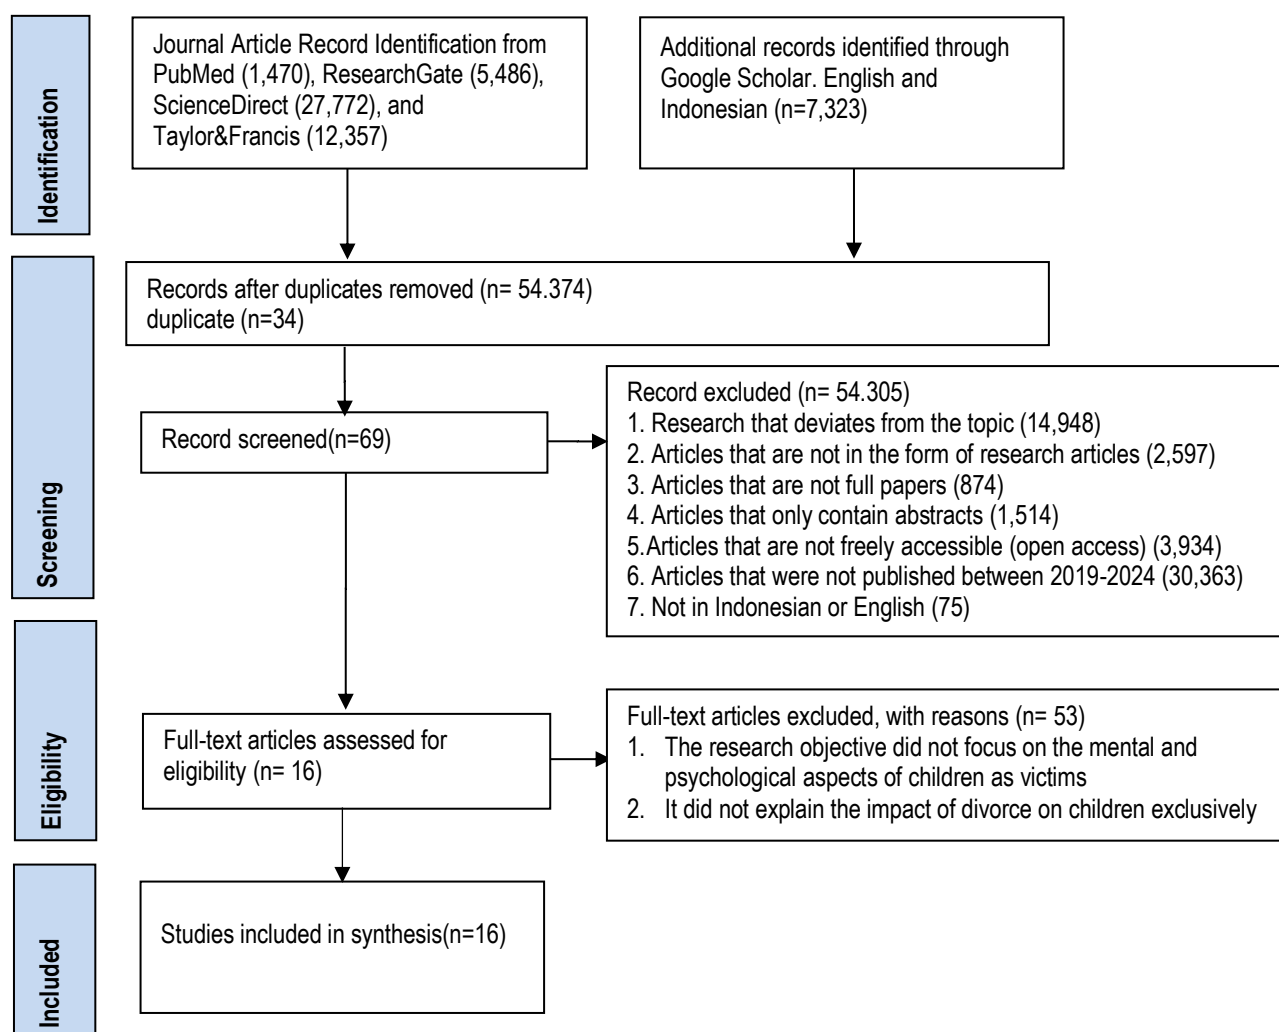 Identification
Journal Article Record Identification from
PubMed (1,470), ResearchGate (5,486),
ScienceDirect (27,772), and
Taylor&Francis (12,357)
Additional records identified through
Google Scholar. English and
Indonesian (n=7,323)
Screening
Records after duplicates removed (n= 54.374)
duplicate (n=34)
Record screened(n=69)
Record excluded (n= 54.305)
1. Research that deviates from the topic (14,948)
2. Articles that are not in the form of research articles (2,597)
3. Articles that are not full papers (874)
4. Articles that only contain abstracts (1,514)
5.Articles that are not freely accessible (open access) (3,934)
6. Articles that were not published between 2019-2024 (30,363)
7. Not in Indonesian or English (75)
Eligibility
Full-text articles assessed for
eligibility (n= 16)
Full-text articles excluded, with reasons (n= 53)
1. The research objective did not focus on the mental and
psychological aspects of children as victims
2. It did not explain the impact of divorce on children exclusively
Included
Studies included in synthesis(n=16)